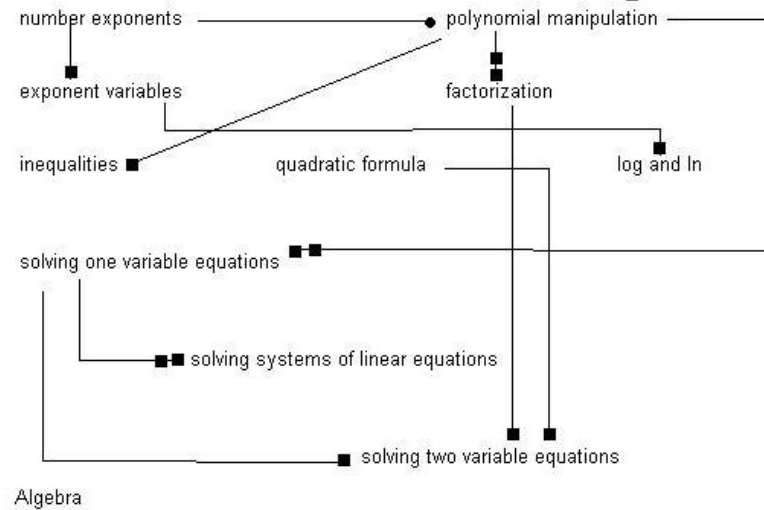 number exponents
polynomial manipulation
exponent variables
factorization
inequalities
quadratic formula
log and ln
solving one variable equations
solving systems of linear equations
solving two variable equations
Algebra